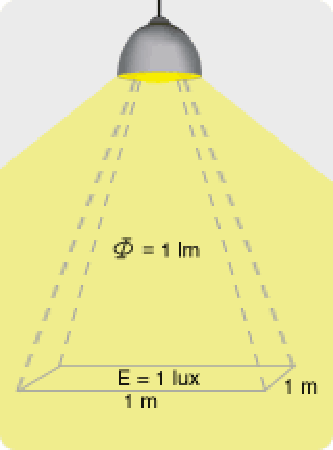 Φ = 1 lm
E = 1 lux
1 m
1 m